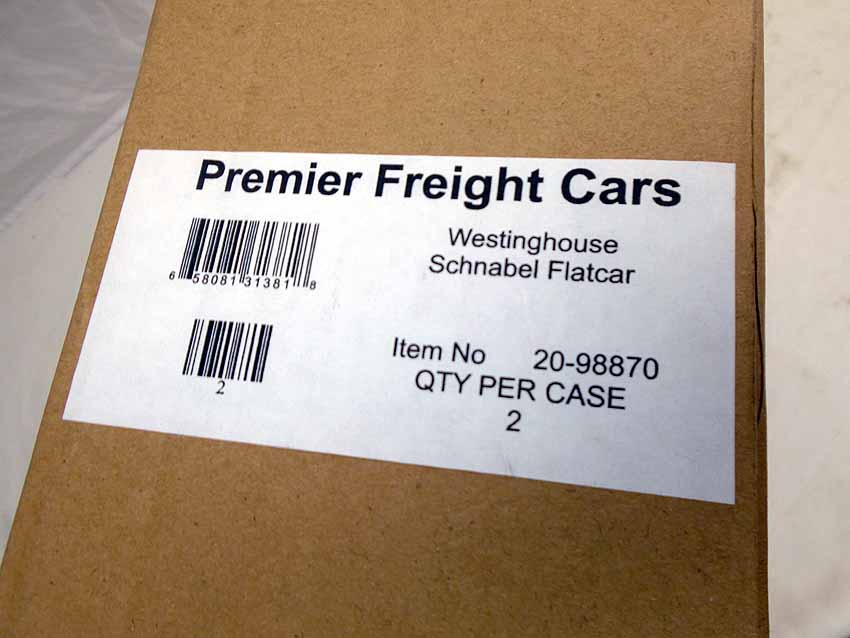 Premier Freight Cars
6 58081 31381 8
Westinghouse
Schnabel Flatcar
2
Item No 20-98870
QTY PER CASE
2